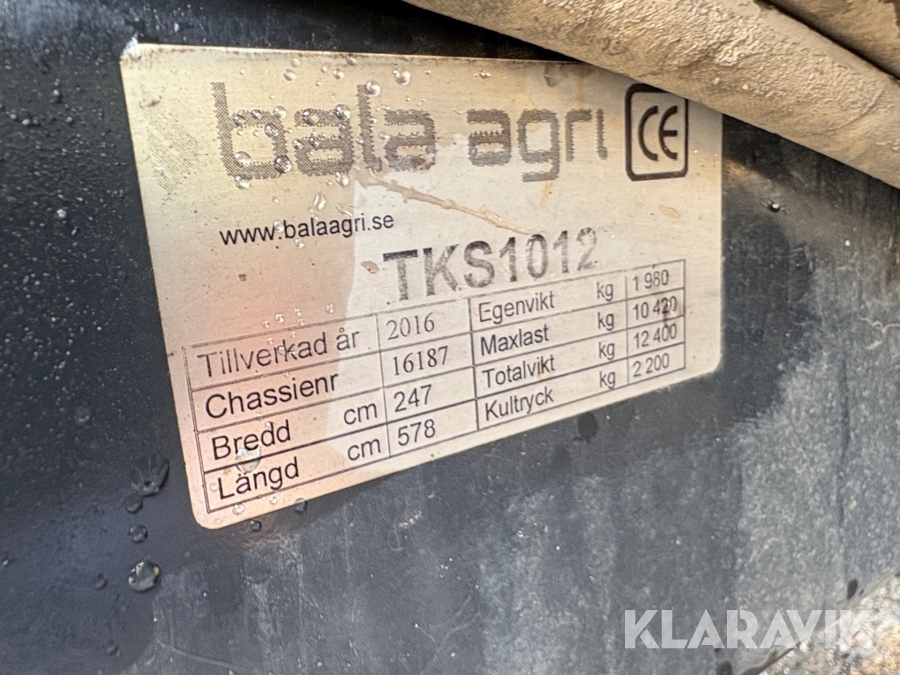 bala agri CE
www.balaagri.se
TKS1012
Tillverkad år 2016 Egenvikt kg 1 980
Chassienr 16187 Maxlast kg 10 420
Bredd cm 247 Totalvikt kg 12 400
Längd cm 578 Kultryck kg 2 200
KLARAVIK